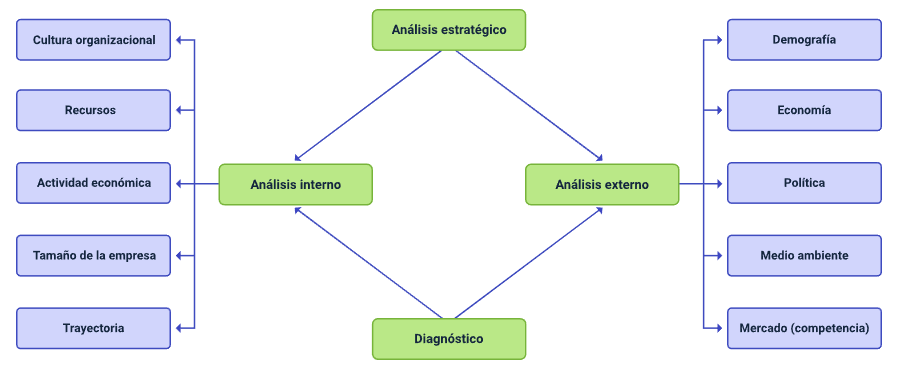 Análisis estratégico
Cultura organizacional
Demografía
Recursos
Economía
Actividad económica
Análisis interno
Análisis externo
Política
Tamaño de la empresa
Medio ambiente
Trayectoria
Diagnóstico
Mercado (competencia)